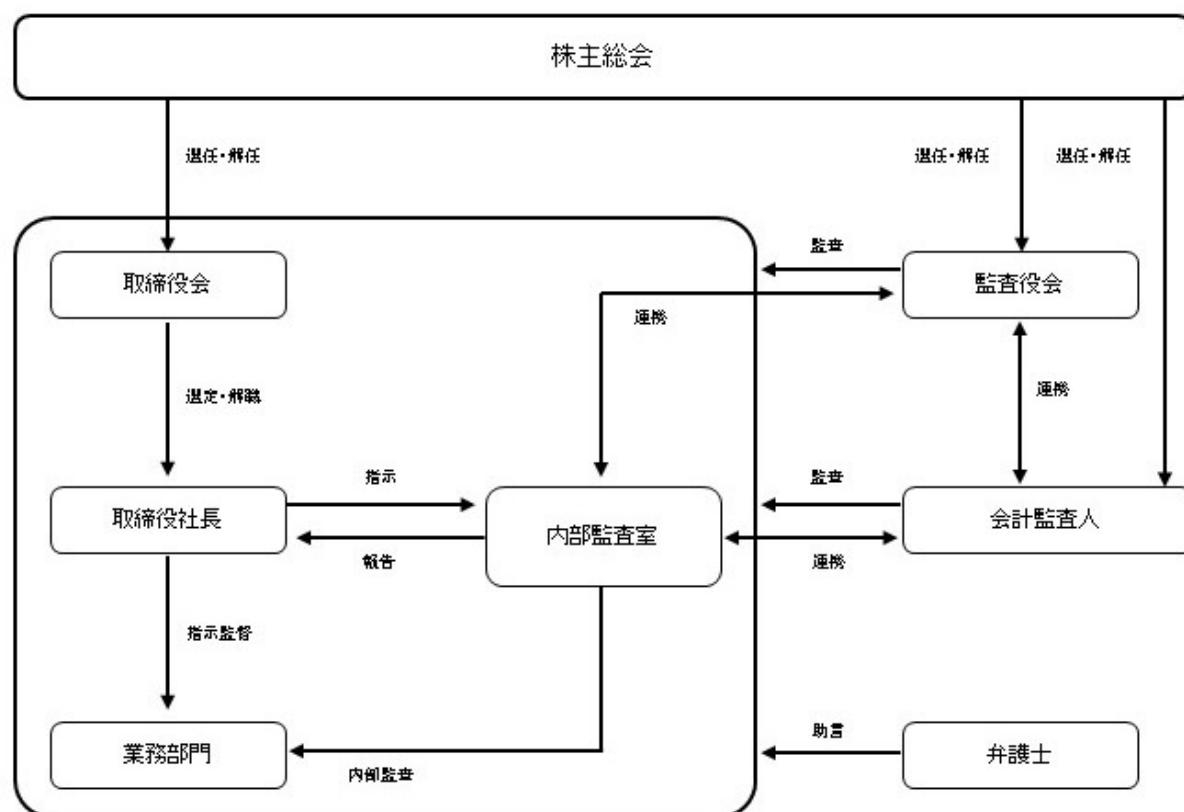 株主総会
選任・解任
選任・解任
選任・解任
監査
取締役会
監査役会
連携
連携
選定・解職
指示
監査
取締役社長
内部監査室
会計監査人
報告
連携
指示監督
助言
業務部門
弁護士
内部監査